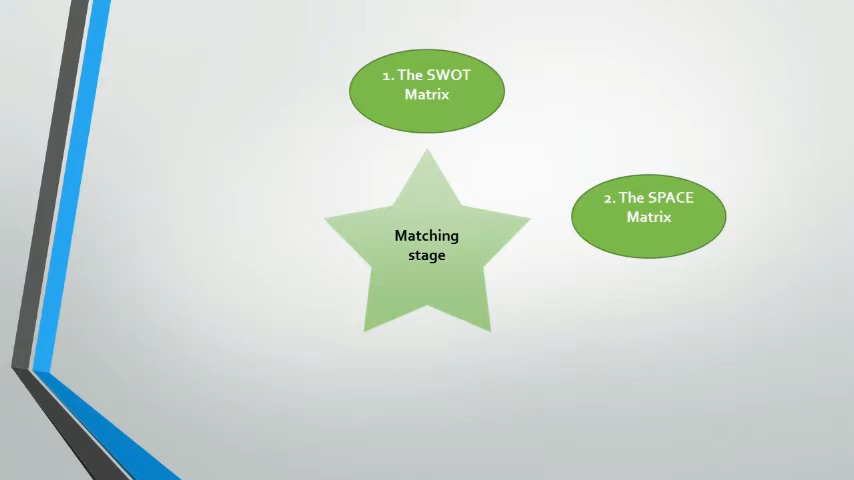 1. The SWOT
Matrix
2. The SPACE
Matrix
Matching
stage